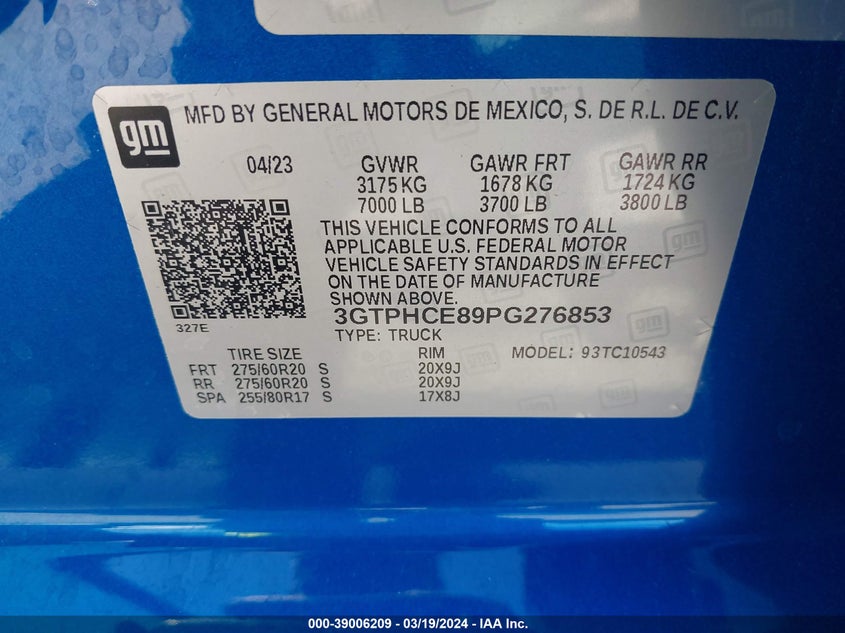 gm
MFD BY GENERAL MOTORS DE MEXICO, S. DE R.L. DE C.V.
04/23 GVWR GAWR FRT GAWR RR
3175 KG 1678 KG 1724 KG
7000 LB 3700 LB 3800 LB
THIS VEHICLE CONFORMS TO ALL
APPLICABLE U.S. FEDERAL MOTOR
VEHICLE SAFETY STANDARDS IN EFFECT
ON THE DATE OF MANUFACTURE
SHOWN ABOVE.
3GTPHCE89PG276853
327E
TYPE: TRUCK
TIRE SIZE RIM MODEL: 93TC10543
FRT 275/60R20 S 20X9J
RR 275/60R20 S 20X9J
SPA 255/80R17 S 17X8J
000-39006209 - 03/19/2024 - IAA Inc.